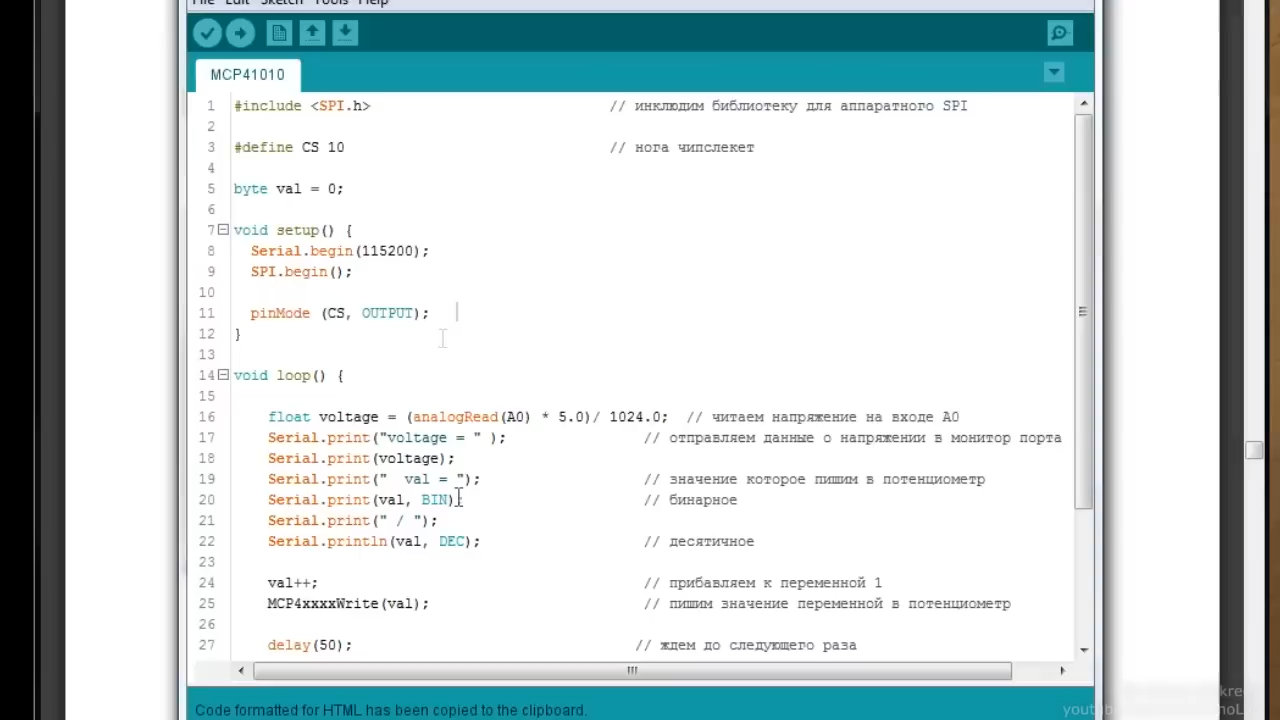 File Edit Sketch Tools Help
MCP41010
1 #include <SPI.h> // инклюдим библиотеку для аппаратного SPI
2
3 #define CS 10 // нога чипслекет
4
5 byte val = 0;
6
7 void setup() {
8 Serial.begin(115200);
9 SPI.begin();
10
11 pinMode (CS, OUTPUT);
12 }
13
14 void loop() {
15
16 float voltage = (analogRead(A0) * 5.0)/ 1024.0; // читаем напряжение на входе A0
17 Serial.print("voltage = " ); // отправляем данные о напряжении в монитор порта
18 Serial.print(voltage);
19 Serial.print(" val = "); // значение которое пишим в потенциометр
20 Serial.print(val, BIN); // бинарное
21 Serial.print(" / ");
22 Serial.println(val, DEC); // десятичное
23
24 val++; // прибавляем к переменной 1
25 MCP4xxxxWrite(val); // пишим значение переменной в потенциометр
26
27 delay(50); // ждем до следующего раза
Code formatted for HTML has been copied to the clipboard.